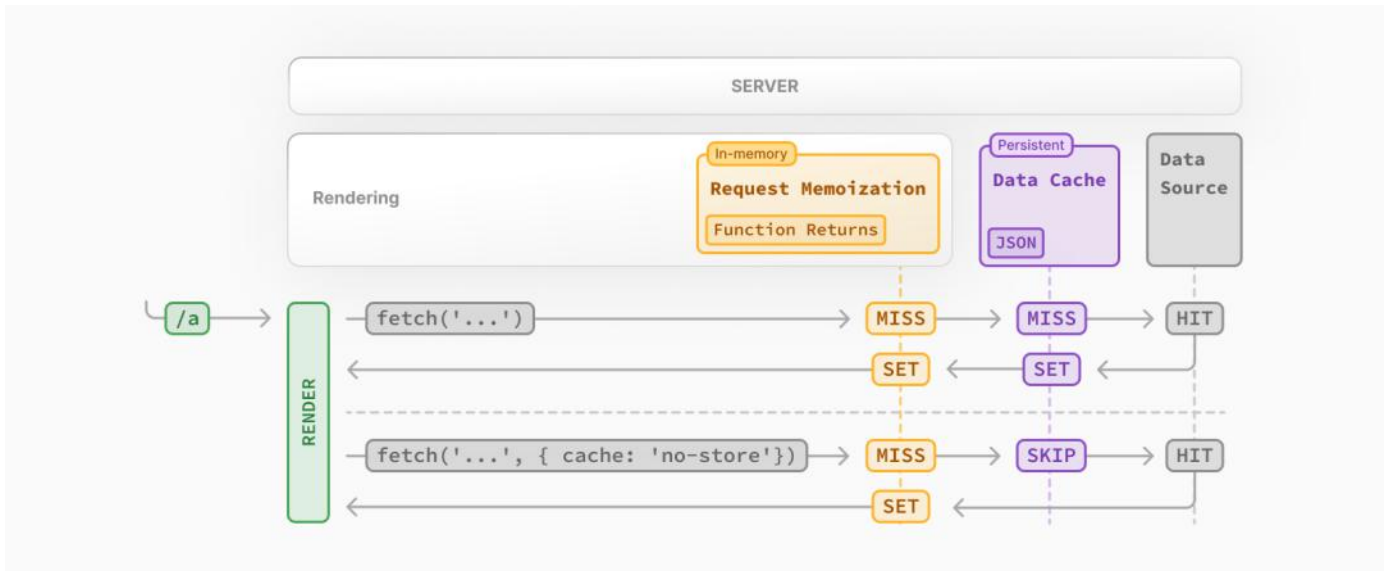 SERVER
Rendering
In-memory
Request Memoization
Function Returns
Persistent
Data Cache
JSON
Data
Source
/a
RENDER
fetch('...')
MISS
MISS
HIT
SET
SET
fetch('...', { cache: 'no-store'})
MISS
SKIP
HIT
SET